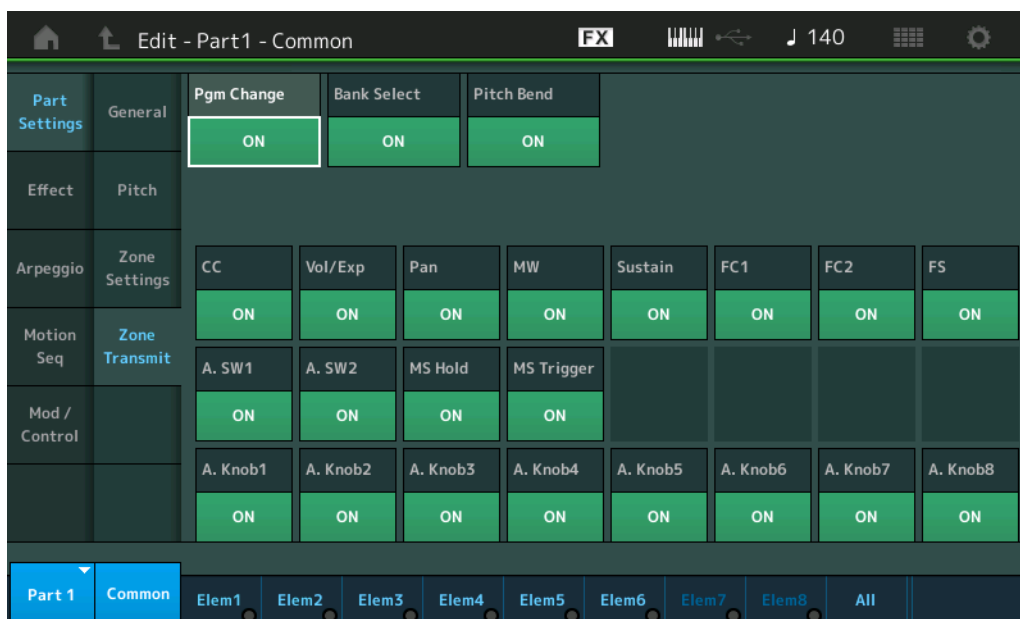 Edit - Part1 - Common FX 140
Part Settings
General
Pgm Change Bank Select Pitch Bend
ON ON ON
Effect Pitch
Arpeggio
Zone Settings
CC Vol/Exp Pan MW Sustain FC1 FC2 FS
ON ON ON ON ON ON ON ON
Motion Seq
Zone Transmit
A. SW1 A. SW2 MS Hold MS Trigger
ON ON ON ON
Mod / Control
A. Knob1 A. Knob2 A. Knob3 A. Knob4 A. Knob5 A. Knob6 A. Knob7 A. Knob8
ON ON ON ON ON ON ON ON
Part 1 Common Elem1 Elem2 Elem3 Elem4 Elem5 Elem6 Elem7 Elem8 All